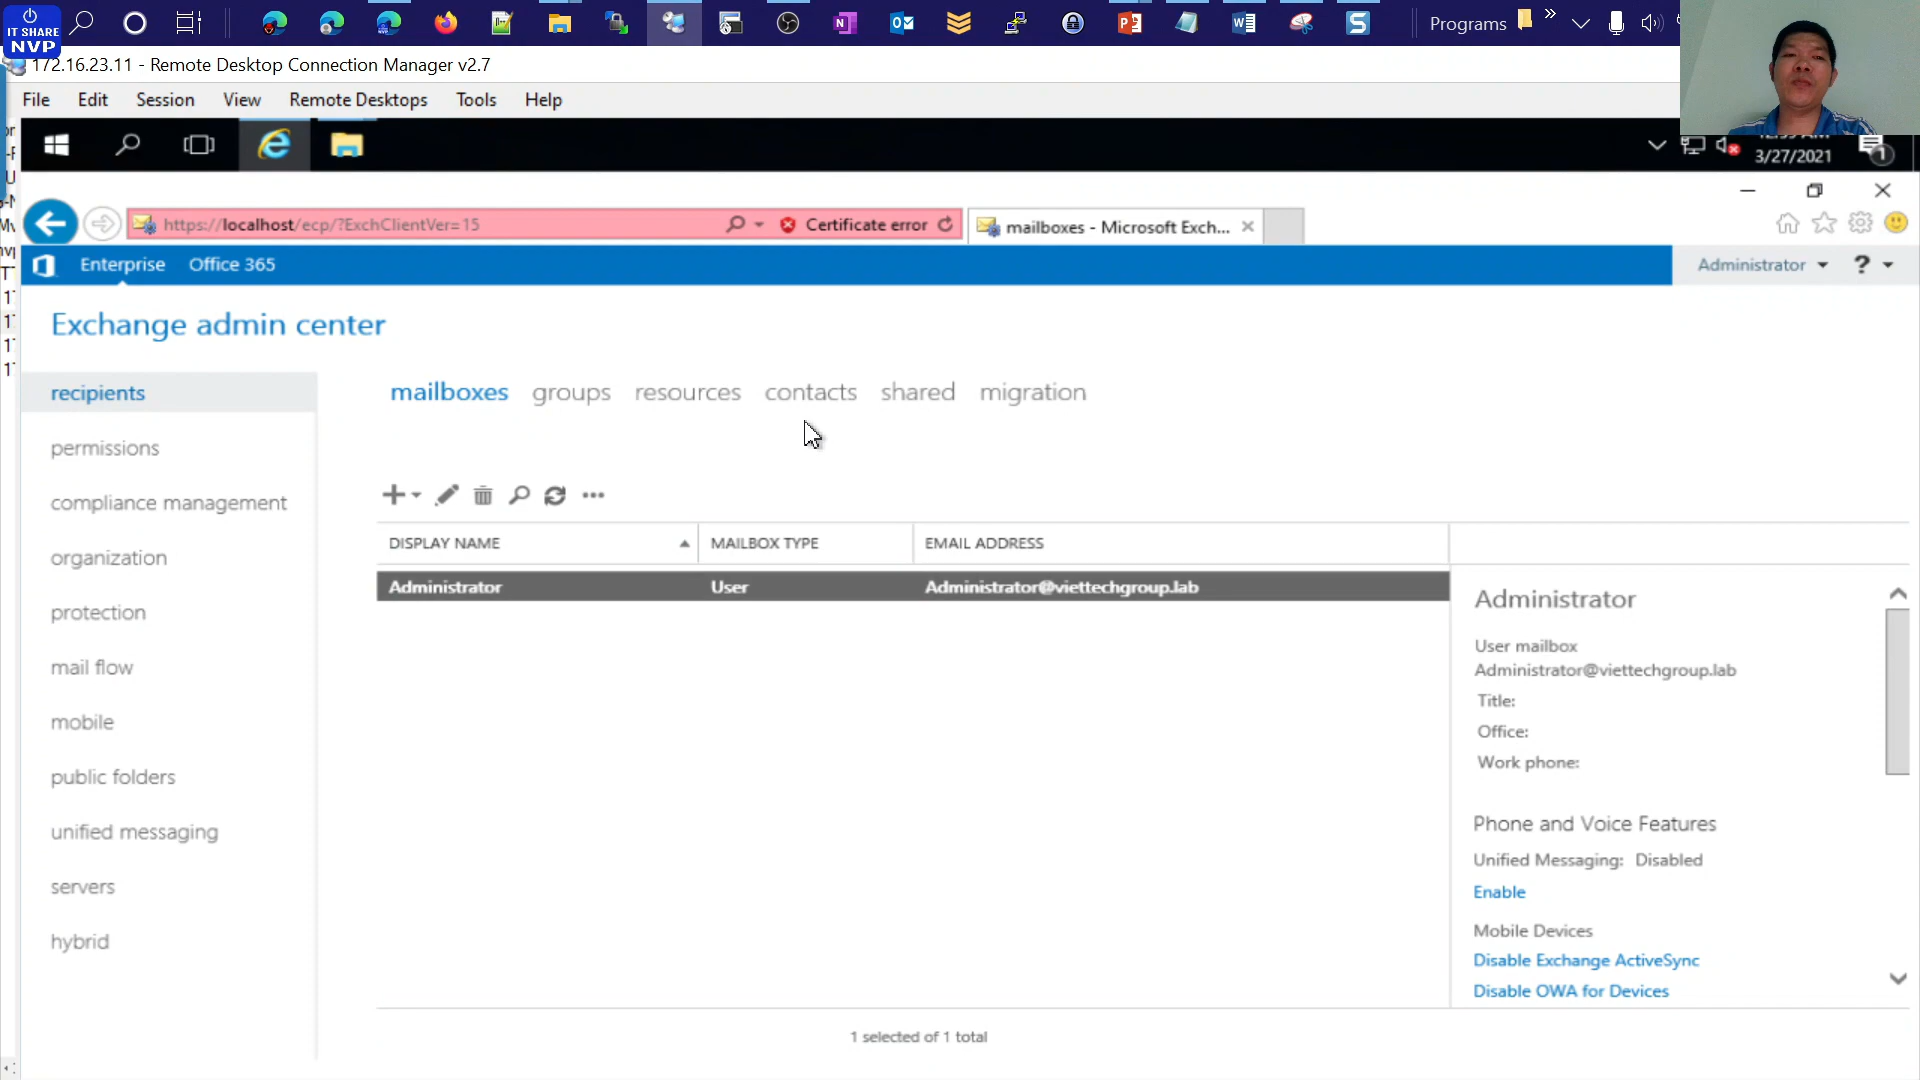 Programs
IT SHARE
NVP
172.16.23.11 - Remote Desktop Connection Manager v2.7
File Edit Session View Remote Desktops Tools Help
3/27/2021
1
https://localhost/ecp/?ExchClientVer=15
Certificate error
mailboxes - Microsoft Exch...
Enterprise Office 365
Administrator
?
Exchange admin center
recipients
permissions
compliance management
organization
protection
mail flow
mobile
public folders
unified messaging
servers
hybrid
mailboxes groups resources contacts shared migration
DISPLAY NAME MAILBOX TYPE EMAIL ADDRESS
Administrator User Administrator@viettechgroup.lab
Administrator
User mailbox
Administrator@viettechgroup.lab
Title:
Office:
Work phone:
Phone and Voice Features
Unified Messaging: Disabled
Enable
Mobile Devices
Disable Exchange ActiveSync
Disable OWA for Devices
1 selected of 1 total